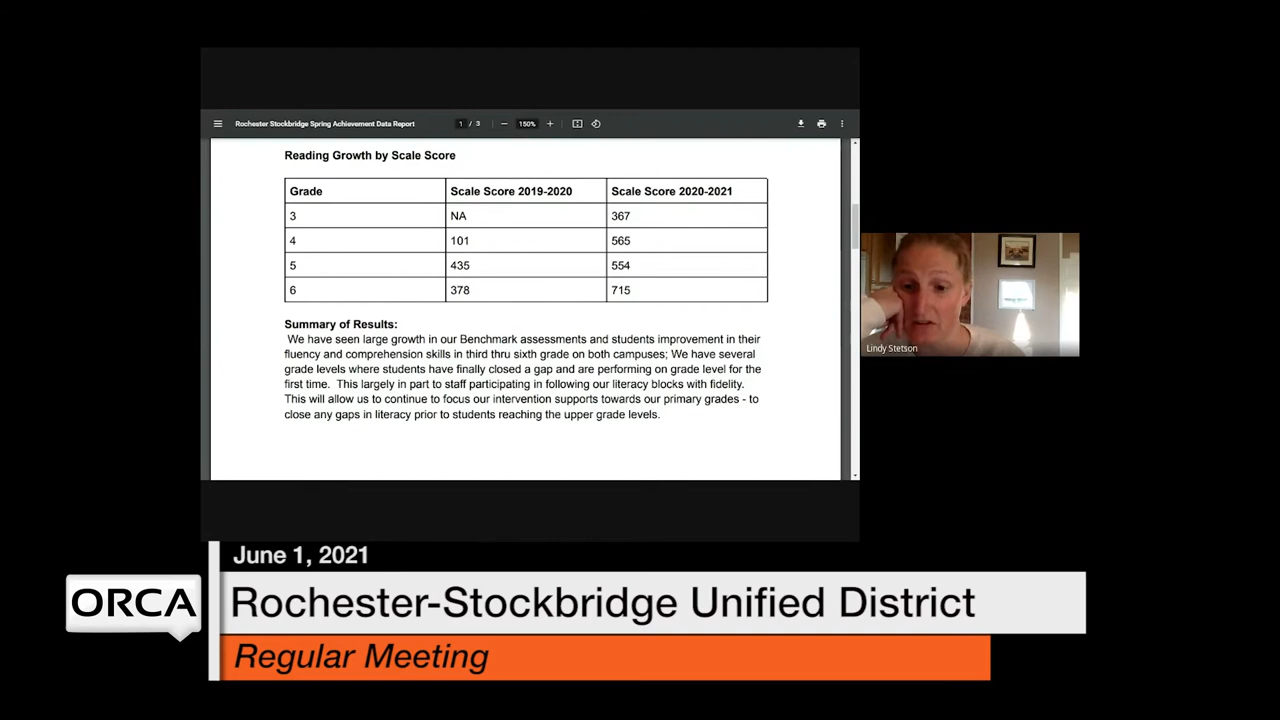 Rochester Stockbridge Spring Achievement Data Report
1 / 3
150%
Reading Growth by Scale Score
Grade Scale Score 2019-2020 Scale Score 2020-2021
3 NA 367
4 101 565
5 435 554
6 378 715
Summary of Results:
We have seen large growth in our Benchmark assessments and students improvement in their
fluency and comprehension skills in third thru sixth grade on both campuses; We have several
grade levels where students have finally closed a gap and are performing on grade level for the
first time. This largely in part to staff participating in following our literacy blocks with fidelity.
This will allow us to continue to focus our intervention supports towards our primary grades - to
close any gaps in literacy prior to students reaching the upper grade levels.
Lindy Stetson
June 1, 2021
ORCA
Rochester-Stockbridge Unified District
Regular Meeting